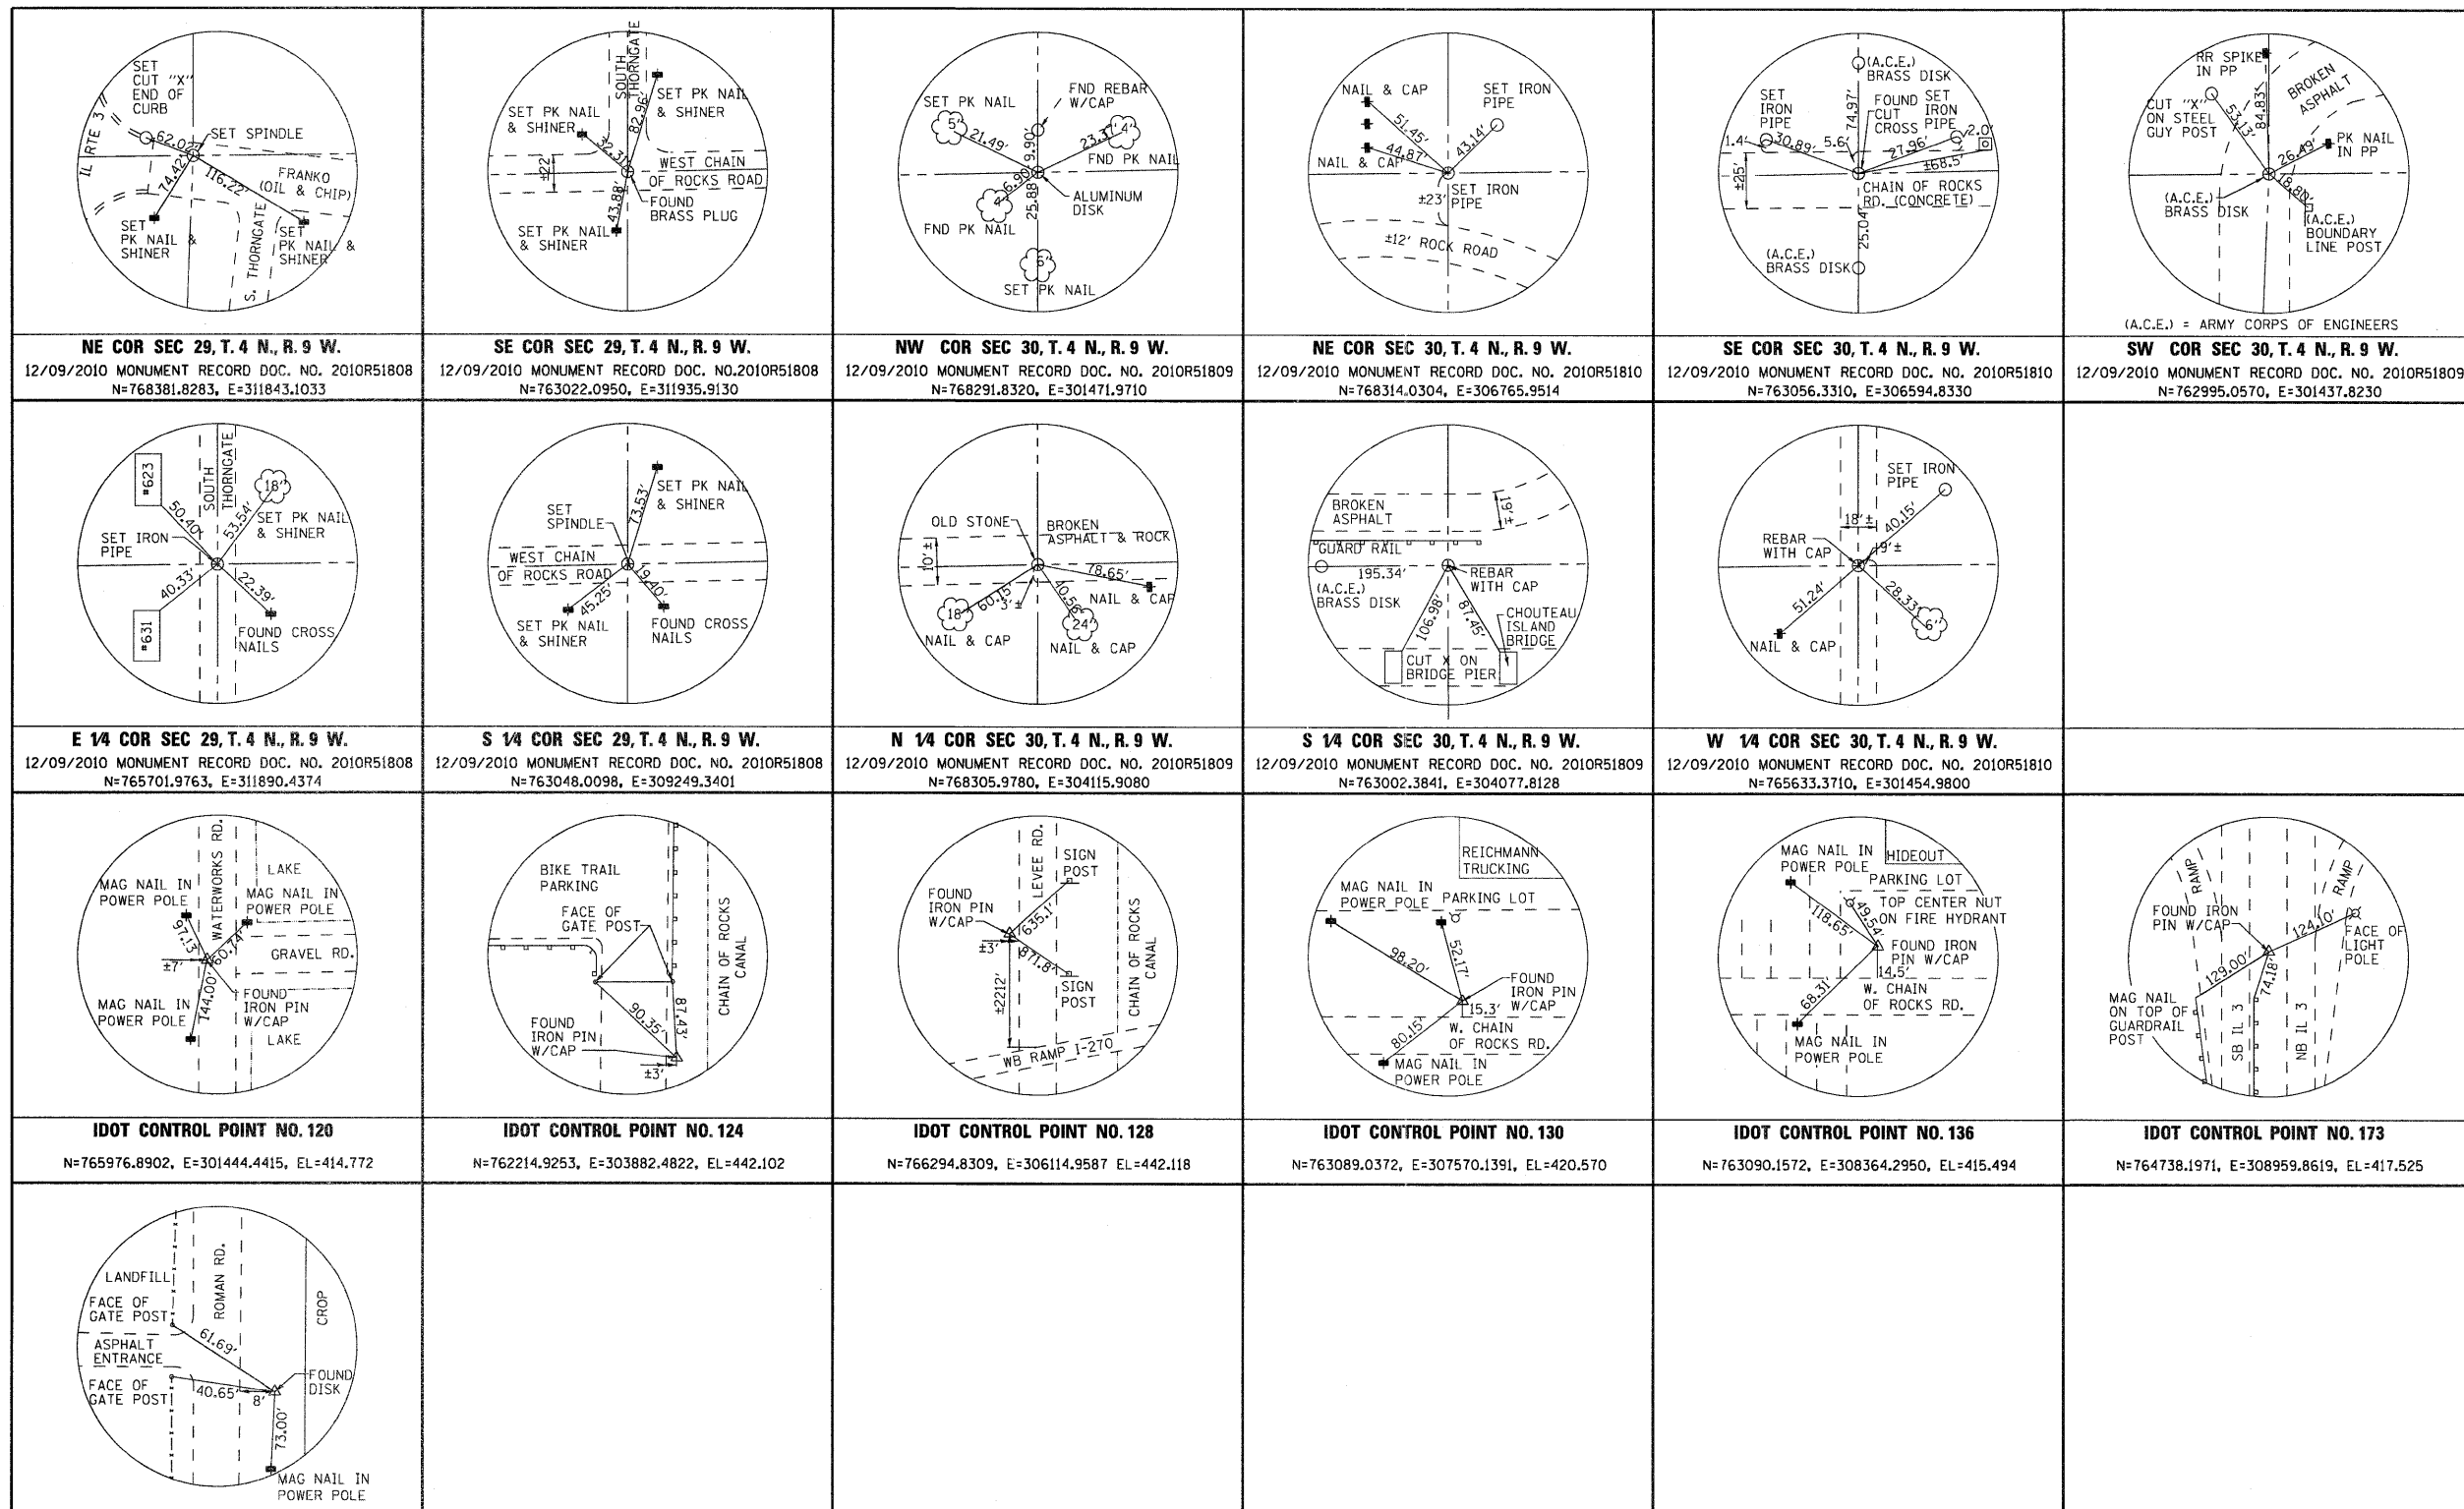 SET
CUT "X"
END OF
CURB
IL RTE 3
62.02'
SET SPINDLE
74.42'
116.22'
FRANKO
(OIL & CHIP)
S. THORNGATE
SET
PK NAIL &
SHINER
SET
PK NAIL &
SHINER
NE COR SEC 29, T. 4 N., R. 9 W.
12/09/2010 MONUMENT RECORD DOC. NO. 2010R51808
N=768381.8283, E=311843.1033
SOUTH
THORNGATE
SET PK NAIL
& SHINER
82.96'
SET PK NAIL
& SHINER
32.31'
±22'
WEST CHAIN
OF ROCKS ROAD
43.88'
FOUND
BRASS PLUG
SET PK NAIL
& SHINER
SE COR SEC 29, T. 4 N., R. 9 W.
12/09/2010 MONUMENT RECORD DOC. NO.2010R51808
N=763022.0950, E=311935.9130
FND REBAR
W/CAP
SET PK NAIL
5"
21.49'
9.90'
23.37'
4"
FND PK NAIL
6.90'
4"
25.88'
ALUMINUM
DISK
FND PK NAIL
6"
SET PK NAIL
NW COR SEC 30, T. 4 N., R. 9 W.
12/09/2010 MONUMENT RECORD DOC. NO. 2010R51809
N=768291.8320, E=301471.9710
NAIL & CAP
SET IRON
PIPE
51.45'
43.14'
44.87'
NAIL & CAP
SET IRON
PIPE
±23'
±12' ROCK ROAD
NE COR SEC 30, T. 4 N., R. 9 W.
12/09/2010 MONUMENT RECORD DOC. NO. 2010R51810
N=768314.0304, E=306765.9514
(A.C.E.)
BRASS DISK
SET
IRON
PIPE
74.97'
FOUND
CUT
CROSS
SET
IRON
PIPE
2.0'
1.4'
30.89'
5.6'
27.96'
±68.5'
±25'
CHAIN OF ROCKS
RD. (CONCRETE)
25.04'
(A.C.E.)
BRASS DISK
SE COR SEC 30, T. 4 N., R. 9 W.
12/09/2010 MONUMENT RECORD DOC. NO. 2010R51810
N=763056.3310, E=306594.8330
RR SPIKE
IN PP
BROKEN
ASPHALT
CUT "X"
ON STEEL
GUY POST
53.13'
84.83'
26.49'
PK NAIL
IN PP
18.80'
(A.C.E.)
BRASS DISK
(A.C.E.)
BOUNDARY
LINE POST
(A.C.E.) = ARMY CORPS OF ENGINEERS
SW COR SEC 30, T. 4 N., R. 9 W.
12/09/2010 MONUMENT RECORD DOC. NO. 2010R51809
N=762995.0570, E=301437.8230
#623
SOUTH
THORNGATE
18"
50.40'
53.54'
SET PK NAIL
& SHINER
SET IRON
PIPE
40.33'
22.39'
#631
FOUND CROSS
NAILS
E 1/4 COR SEC 29, T. 4 N., R. 9 W.
12/09/2010 MONUMENT RECORD DOC. NO. 2010R51808
N=765701.9763, E=311890.4374
SET PK NAIL
& SHINER
73.53'
SET
SPINDLE
WEST CHAIN
OF ROCKS ROAD
19.40'
45.25'
SET PK NAIL
& SHINER
FOUND CROSS
NAILS
S 1/4 COR SEC 29, T. 4 N., R. 9 W.
12/09/2010 MONUMENT RECORD DOC. NO. 2010R51808
N=763048.0098, E=309249.3401
OLD STONE
BROKEN
ASPHALT & ROCK
10' ±
78.65'
60.15'
3' ±
40.56'
NAIL & CAP
18"
24"
NAIL & CAP
NAIL & CAP
N 1/4 COR SEC 30, T. 4 N., R. 9 W.
12/09/2010 MONUMENT RECORD DOC. NO. 2010R51809
N=768305.9780, E=304115.9080
BROKEN
ASPHALT
19' ±
GUARD RAIL
195.34'
REBAR
WITH CAP
(A.C.E.)
BRASS DISK
106.98'
87.45'
CHOUTEAU
ISLAND
BRIDGE
CUT X ON
BRIDGE PIER
S 1/4 COR SEC 30, T. 4 N., R. 9 W.
12/09/2010 MONUMENT RECORD DOC. NO. 2010R51809
N=763002.3841, E=304077.8128
SET IRON
PIPE
18' ±
40.15'
REBAR
WITH CAP
9' ±
51.24'
28.33'
6"
NAIL & CAP
W 1/4 COR SEC 30, T. 4 N., R. 9 W.
12/09/2010 MONUMENT RECORD DOC. NO. 2010R51810
N=765633.3710, E=301454.9800
WATERWORKS RD.
LAKE
MAG NAIL IN
POWER POLE
MAG NAIL IN
POWER POLE
97.13'
60.74'
±7'
GRAVEL RD.
144.00'
MAG NAIL IN
POWER POLE
FOUND
IRON PIN
W/CAP
LAKE
IDOT CONTROL POINT NO. 120
N=765976.8902, E=301444.4415, EL=414.772
BIKE TRAIL
PARKING
FACE OF
GATE POST
CHAIN OF ROCKS
CANAL
90.35'
87.43'
FOUND
IRON PIN
W/CAP
±3'
IDOT CONTROL POINT NO. 124
N=762214.9253, E=303882.4822, EL=442.102
LEVEE RD.
SIGN
POST
FOUND
IRON PIN
W/CAP
635.1'
±3'
871.8'
SIGN
POST
±2212'
CHAIN OF ROCKS
CANAL
WB RAMP I-270
IDOT CONTROL POINT NO. 128
N=766294.8309, E=306114.9587 EL=442.118
REICHMANN
TRUCKING
MAG NAIL IN
POWER POLE
PARKING LOT
98.20'
52.17'
FOUND
IRON PIN
W/CAP
15.3'
80.15'
W. CHAIN
OF ROCKS RD.
MAG NAIL IN
POWER POLE
IDOT CONTROL POINT NO. 130
N=763089.0372, E=307570.1391, EL=420.570
MAG NAIL IN
POWER POLE
HIDEOUT
PARKING LOT
TOP CENTER NUT
ON FIRE HYDRANT
118.65'
49.54'
FOUND IRON
PIN W/CAP
14.5'
68.31'
W. CHAIN
OF ROCKS RD.
MAG NAIL IN
POWER POLE
IDOT CONTROL POINT NO. 136
N=763090.1572, E=308364.2950, EL=415.494
RAMP
RAMP
FOUND IRON
PIN W/CAP
124.10'
FACE OF
LIGHT
POLE
129.00'
74.18'
MAG NAIL
ON TOP OF
GUARDRAIL
POST
SB IL 3
NB IL 3
IDOT CONTROL POINT NO. 173
N=764738.1971, E=308959.8619, EL=417.525
LANDFILL
ROMAN RD.
CROP
FACE OF
GATE POST
61.69'
ASPHALT
ENTRANCE
FACE OF
GATE POST
40.65'
8'
FOUND
DISK
73.00'
MAG NAIL IN
POWER POLE